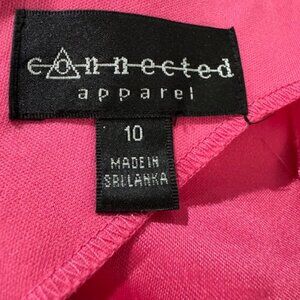 connected
apparel
10
MADE IN
SRI LANKA